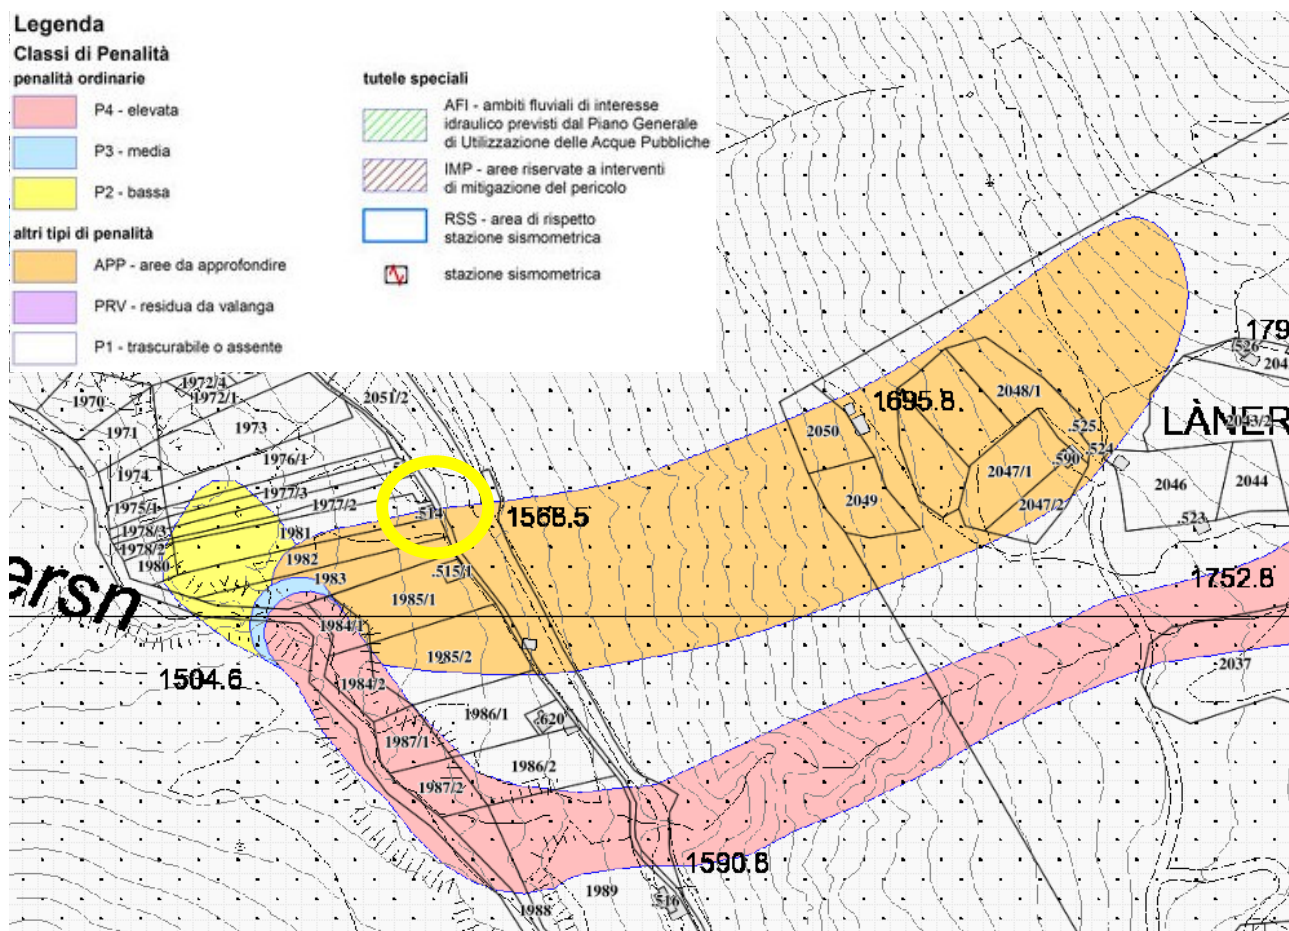 Legenda
Classi di Penalità
penalità ordinarie
P4 - elevata
P3 - media
P2 - bassa
altri tipi di penalità
APP - aree da approfondire
PRV - residua da valanga
P1 - trascurabile o assente
tutele speciali
AFI - ambiti fluviali di interesse
idraulico previsti dal Piano Generale
di Utilizzazione delle Acque Pubbliche
IMP - aree riservate a interventi
di mitigazione del pericolo
RSS - area di rispetto
stazione sismometrica
stazione sismometrica
179
.526
204
1972/4
1972/1
1970
2051/2
1695.8
2048/1
LÀNER
2043/2
1971
1973
2050
.525
.524
1976/1
.590
1974
2047/1
2046
2044
1977/3
1977/2
2049
2047/2
1975/1
.514
1566.5
.523
1978/3
1981
1978/2
1980
1982
1983
.515/1
1752.8
ersn
1985/1
1984/1
1985/2
2037
1504.6
1984/2
1986/1
.620
1987/1
1986/2
1987/2
1590.8
1989
.516
1988